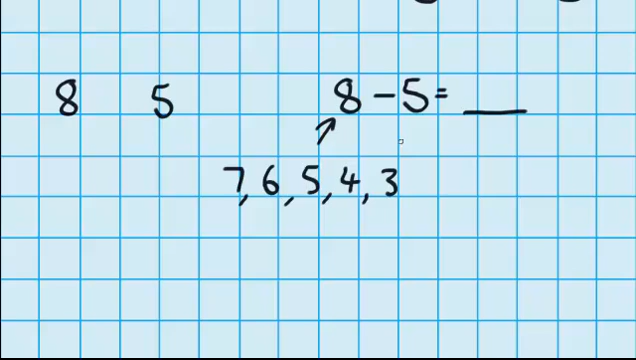 8 5 8 - 5 = ___
7, 6, 5, 4, 3